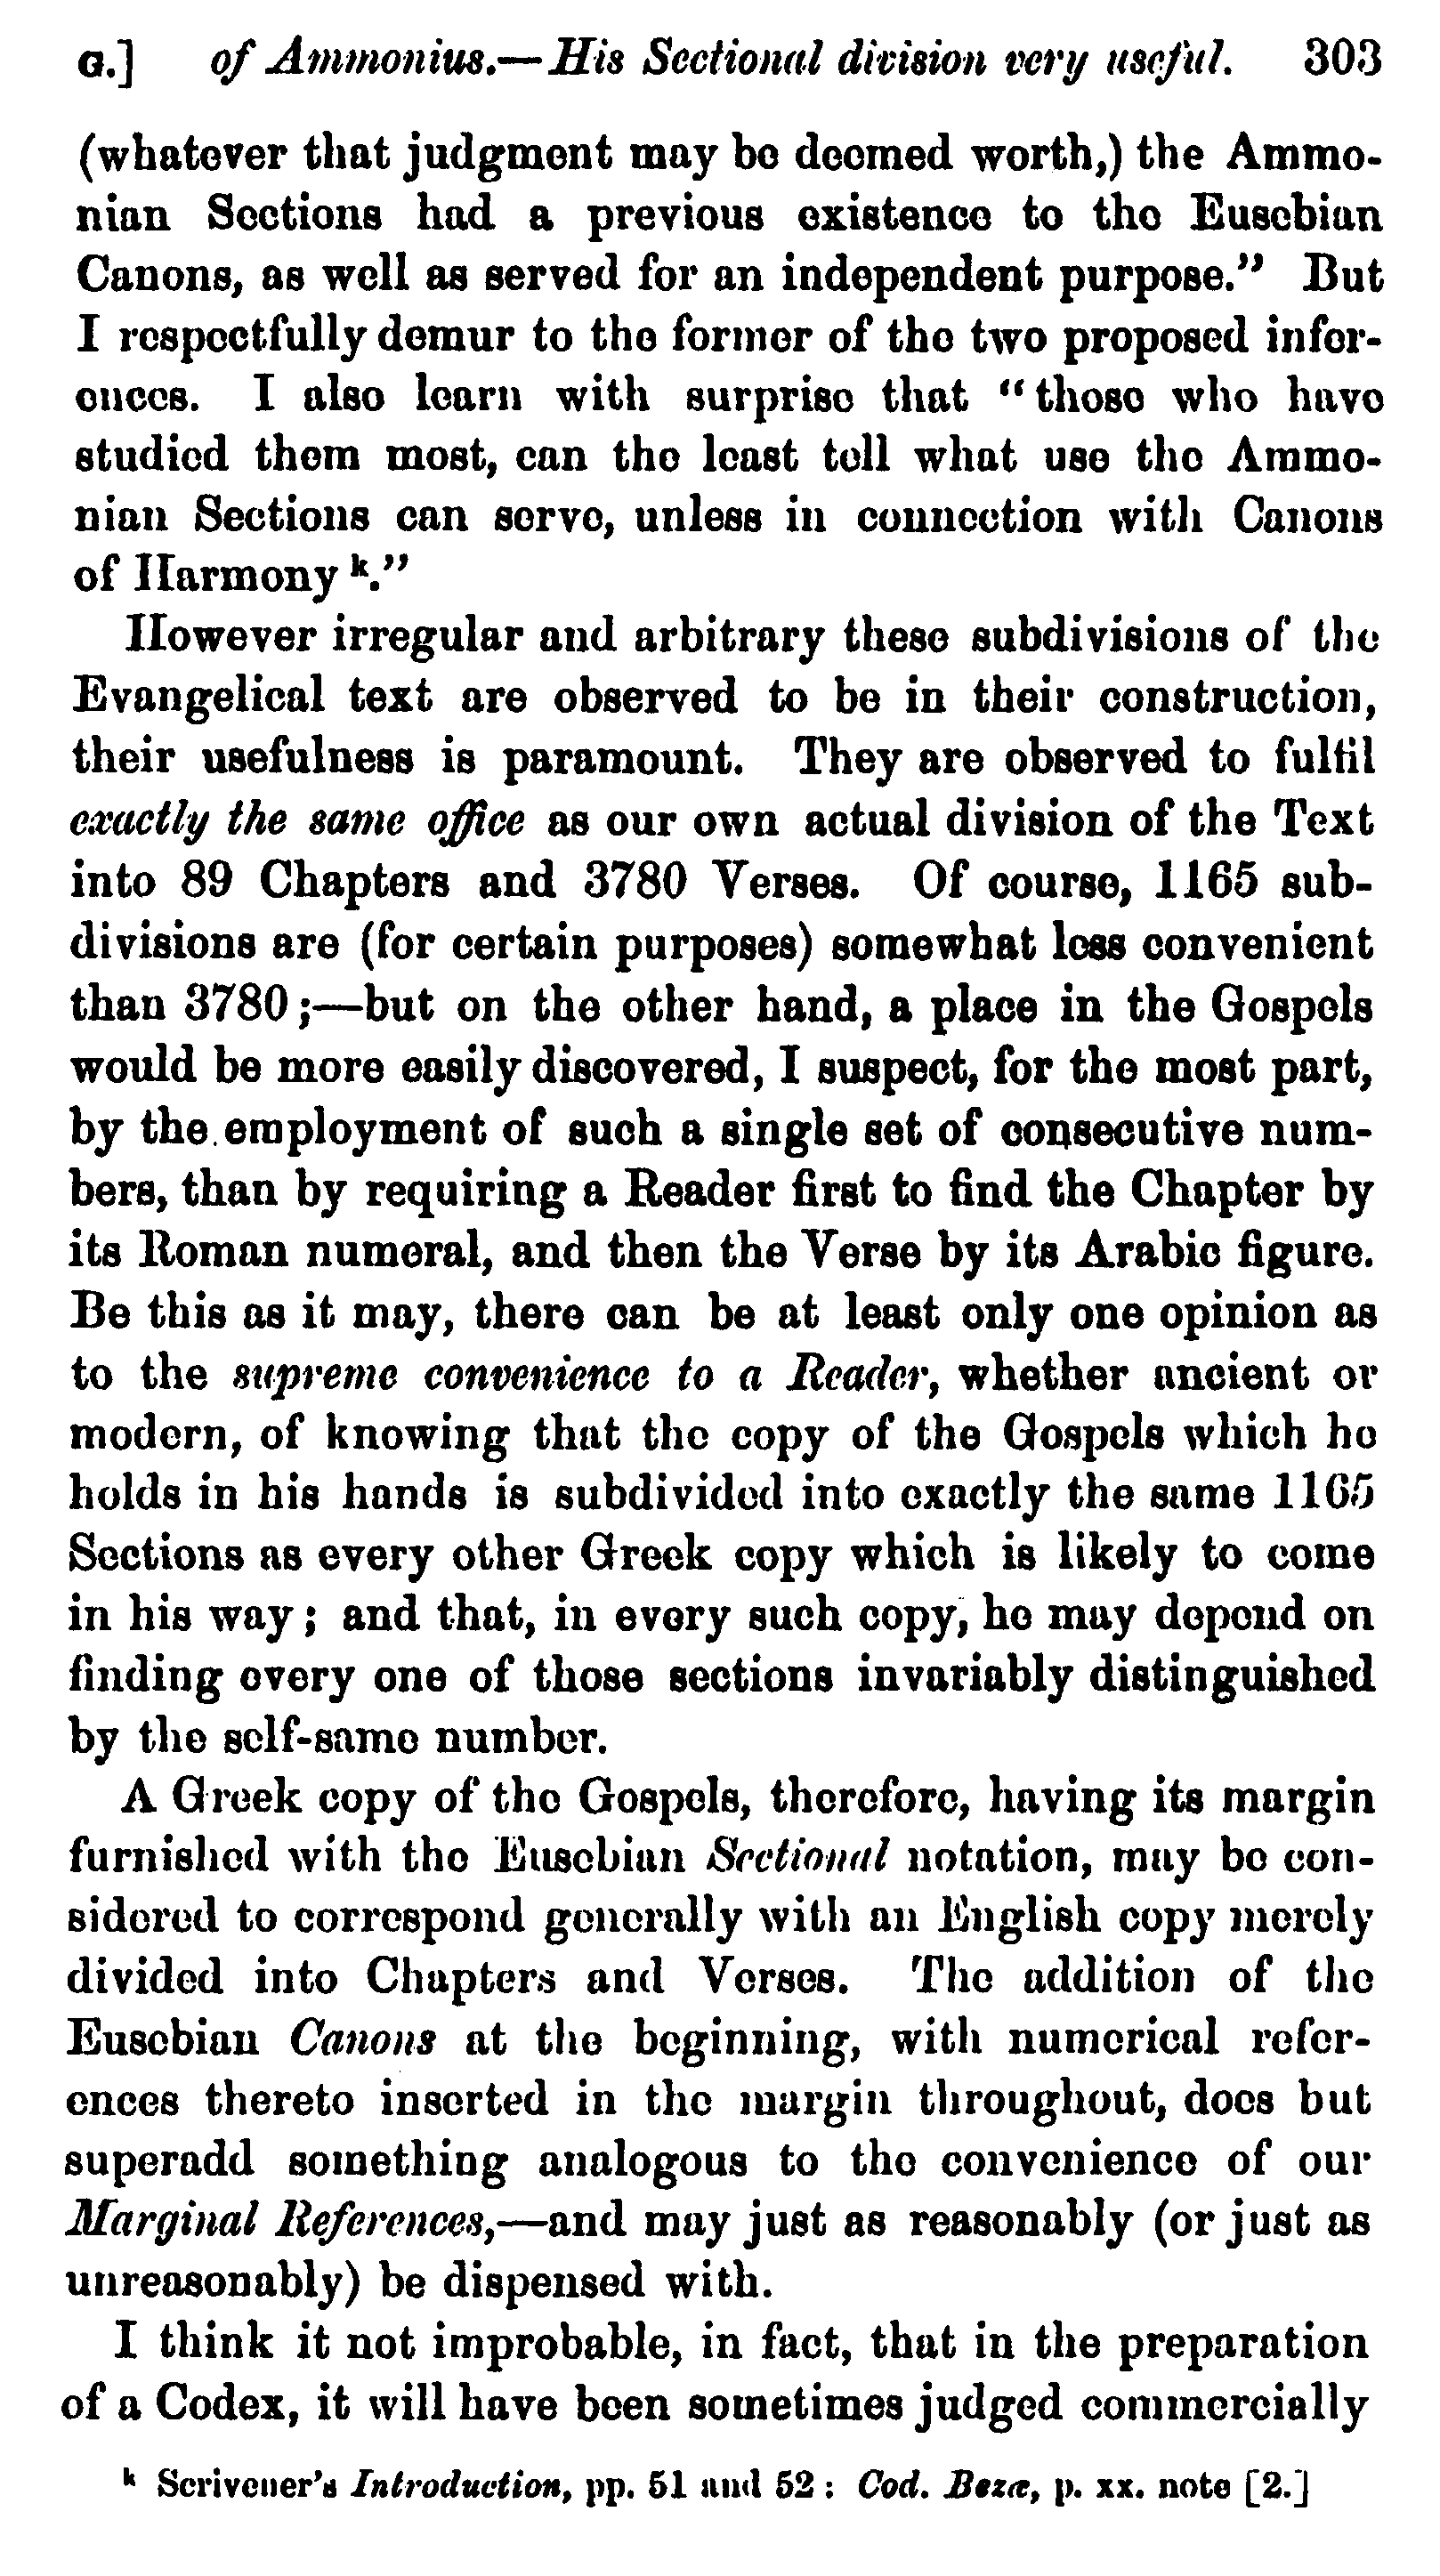 G.] of Ammonius.—His Sectional division very useful. 303
(whatever that judgment may be deemed worth,) the Ammo-
nian Sections had a previous existence to the Eusebian
Canons, as well as served for an independent purpose.” But
I respectfully demur to the former of the two proposed infer-
ences. I also learn with surprise that “those who have
studied them most, can the least tell what use the Ammo-
nian Sections can serve, unless in connection with Canons
of Harmony k.”
However irregular and arbitrary these subdivisions of the
Evangelical text are observed to be in their construction,
their usefulness is paramount. They are observed to fulfil
exactly the same office as our own actual division of the Text
into 89 Chapters and 3780 Verses. Of course, 1165 sub-
divisions are (for certain purposes) somewhat less convenient
than 3780;—but on the other hand, a place in the Gospels
would be more easily discovered, I suspect, for the most part,
by the employment of such a single set of consecutive num-
bers, than by requiring a Reader first to find the Chapter by
its Roman numeral, and then the Verse by its Arabic figure.
Be this as it may, there can be at least only one opinion as
to the supreme convenience to a Reader, whether ancient or
modern, of knowing that the copy of the Gospels which he
holds in his hands is subdivided into exactly the same 1165
Sections as every other Greek copy which is likely to come
in his way; and that, in every such copy, he may depend on
finding every one of those sections invariably distinguished
by the self-same number.
A Greek copy of the Gospels, therefore, having its margin
furnished with the Eusebian Sectional notation, may be con-
sidered to correspond generally with an English copy merely
divided into Chapters and Verses. The addition of the
Eusebian Canons at the beginning, with numerical refer-
ences thereto inserted in the margin throughout, does but
superadd something analogous to the convenience of our
Marginal References,—and may just as reasonably (or just as
unreasonably) be dispensed with.
I think it not improbable, in fact, that in the preparation
of a Codex, it will have been sometimes judged commercially
k Scrivener’s Introduction, pp. 51 and 52: Cod. Bezæ, p. xx. note [2.]